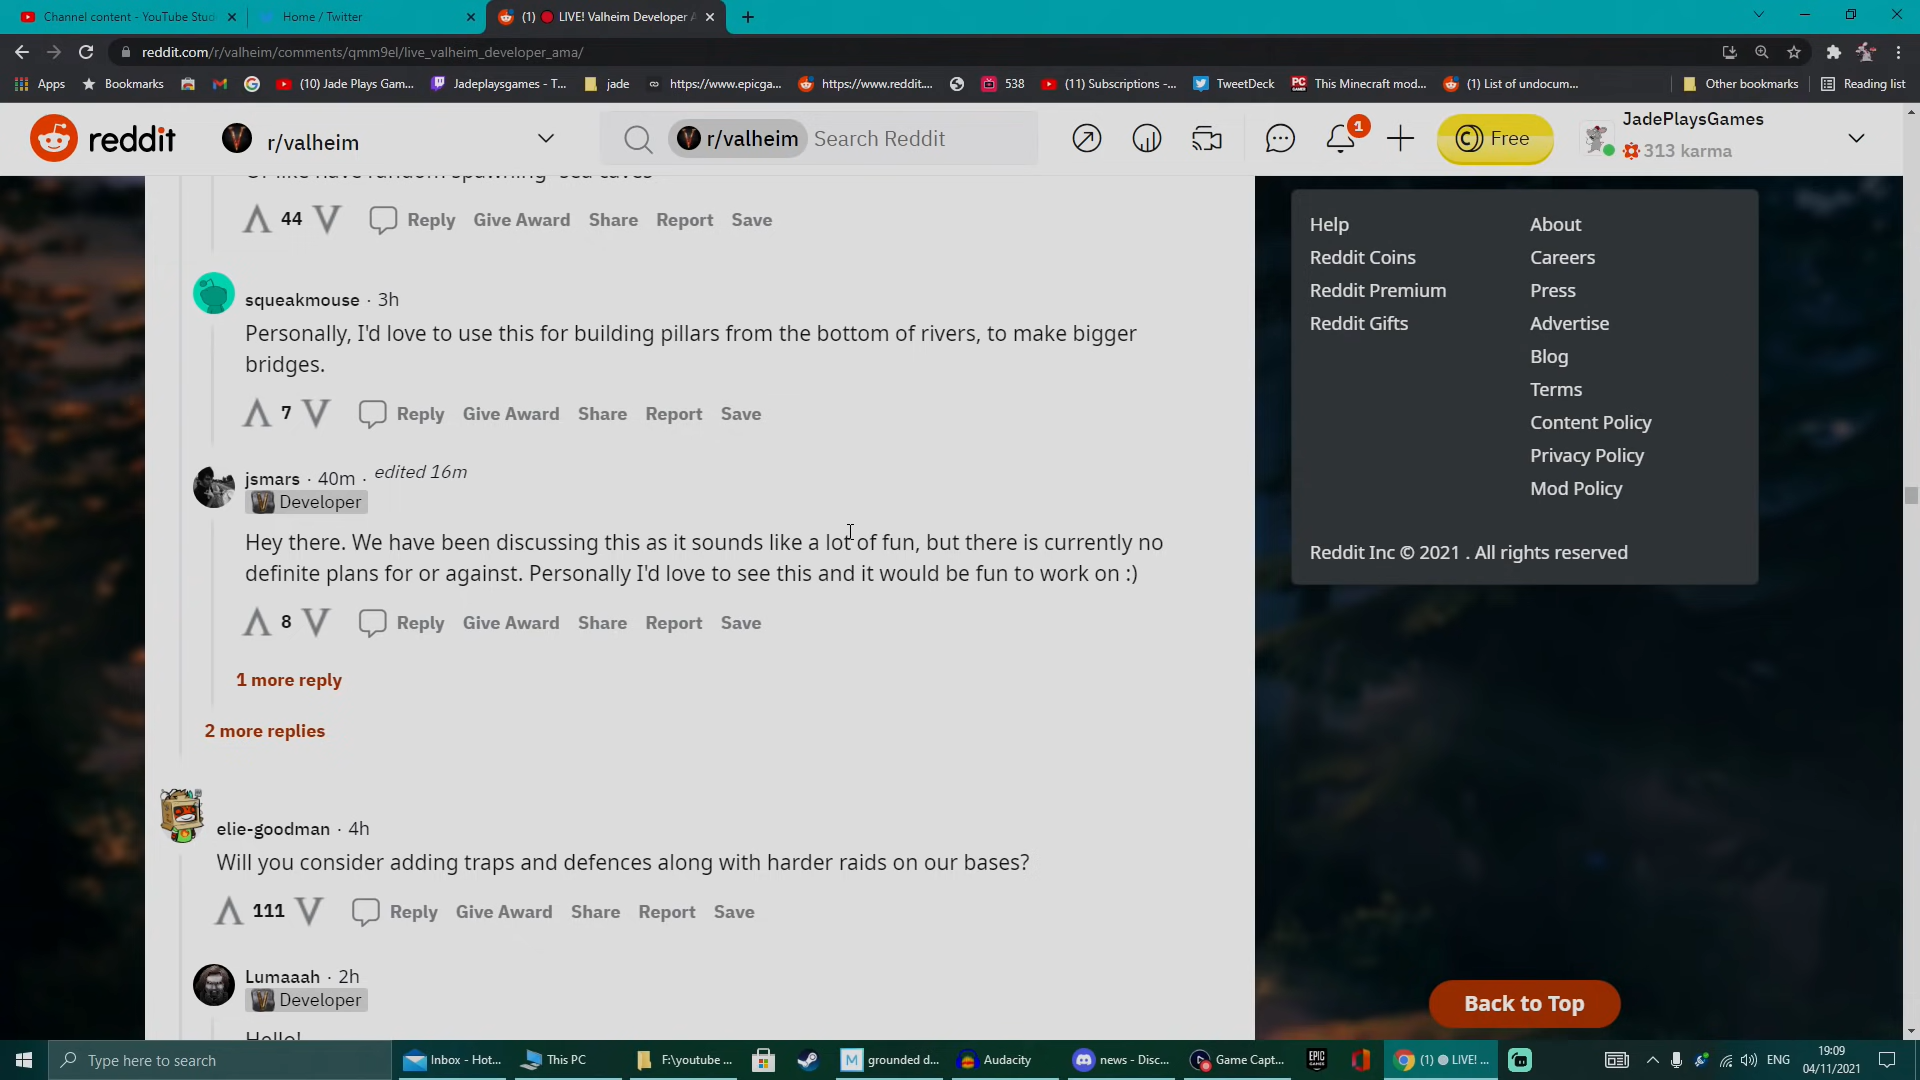 Channel content - YouTube Stud
Home / Twitter
(1) 🔴 LIVE! Valheim Developer A
reddit.com/r/valheim/comments/qmm9el/live_valheim_developer_ama/
Apps
Bookmarks
(10) Jade Plays Gam...
Jadeplaysgames - T...
jade
https://www.epicga...
https://www.reddit....
538
(11) Subscriptions -...
TweetDeck
This Minecraft mod...
(1) List of undocum...
Other bookmarks
Reading list
reddit
r/valheim
r/valheim Search Reddit
1
Free
JadePlaysGames
313 karma
Or like have random spawning "sea caves"
44 Reply Give Award Share Report Save
squeakmouse · 3h
Personally, I'd love to use this for building pillars from the bottom of rivers, to make bigger
bridges.
7 Reply Give Award Share Report Save
jsmars · 40m · edited 16m
Developer
Hey there. We have been discussing this as it sounds like a lot of fun, but there is currently no
definite plans for or against. Personally I'd love to see this and it would be fun to work on :)
8 Reply Give Award Share Report Save
1 more reply
2 more replies
elie-goodman · 4h
Will you consider adding traps and defences along with harder raids on our bases?
111 Reply Give Award Share Report Save
Lumaaah · 2h
Developer
Hello!
Help
Reddit Coins
Reddit Premium
Reddit Gifts
About
Careers
Press
Advertise
Blog
Terms
Content Policy
Privacy Policy
Mod Policy
Reddit Inc © 2021 . All rights reserved
Back to Top
Type here to search
Inbox - Hot...
This PC
F:\youtube ...
grounded d...
Audacity
news - Disc...
Game Capt...
EPIC GAMES
(1) 🔴 LIVE! ...
ENG
19:09
04/11/2021